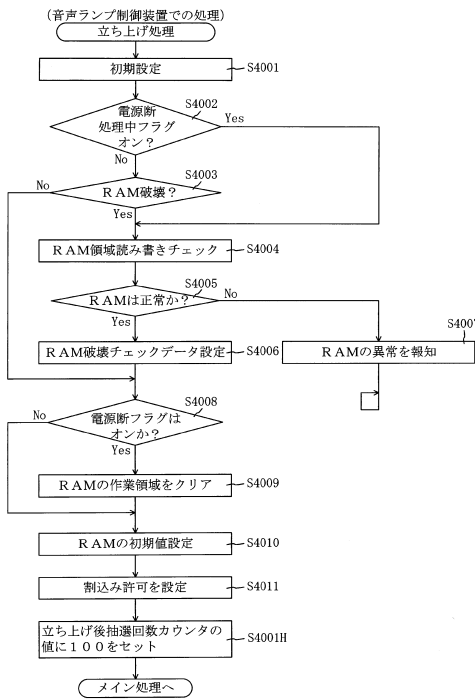 (音声ランプ制御装置での処理)
立ち上げ処理
初期設定
S4001
S4002
電源断
処理中フラグ
オン？
Yes
No
S4003
No
ＲＡＭ破壊？
Yes
ＲＡＭ領域読み書きチェック
S4004
S4005
ＲＡＭは正常か？
No
Yes
S4007
ＲＡＭ破壊チェックデータ設定
S4006
ＲＡＭの異常を報知
S4008
No
電源断フラグは
オンか？
Yes
ＲＡＭの作業領域をクリア
S4009
ＲＡＭの初期値設定
S4010
割込み許可を設定
S4011
立ち上げ後抽選回数カウンタの
値に１００をセット
S4001H
メイン処理へ